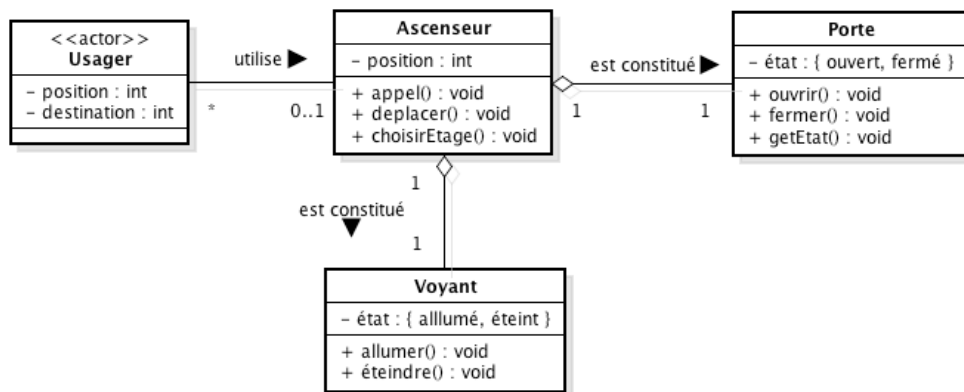 <<actor>>
Usager
- position : int
- destination : int
utilise
*
0..1
Ascenseur
- position : int
+ appel() : void
+ deplacer() : void
+ choisirEtage() : void
est constitué
1
1
Porte
- état : { ouvert, fermé }
+ ouvrir() : void
+ fermer() : void
+ getEtat() : void
1
est constitué
1
Voyant
- état : { alllumé, éteint }
+ allumer() : void
+ éteindre() : void